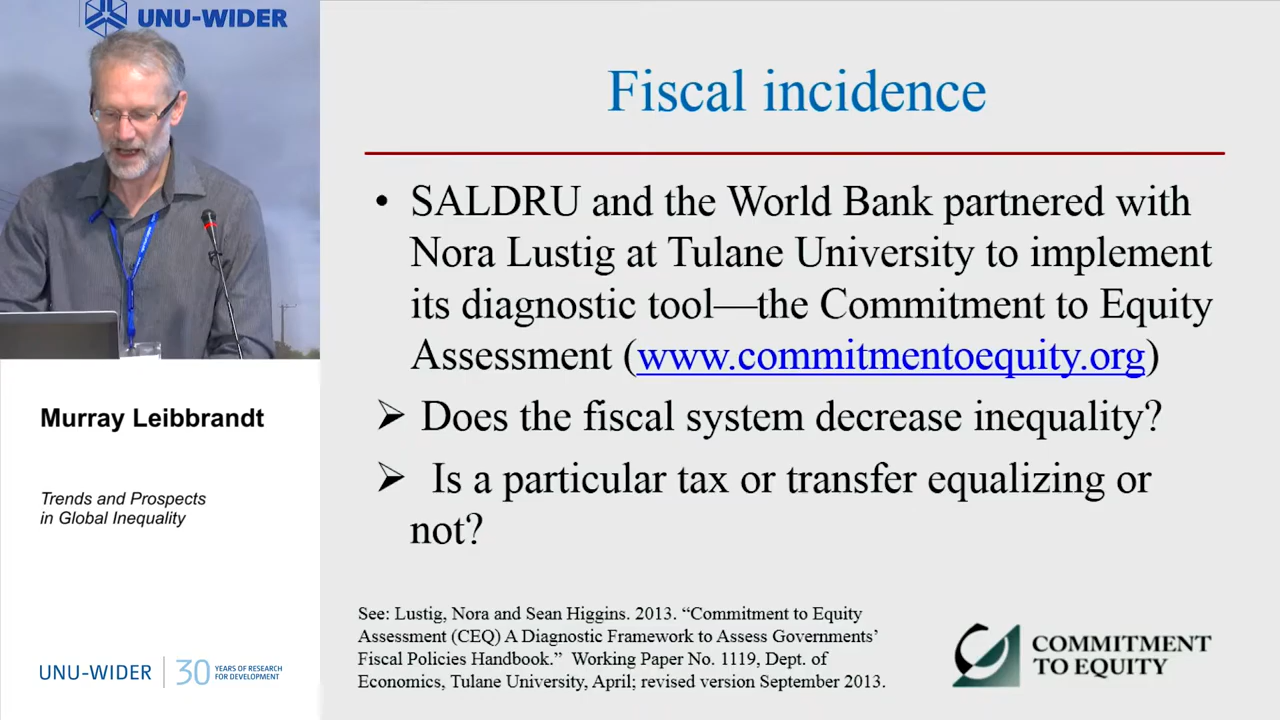 UNU-WIDER
Fiscal incidence
• SALDRU and the World Bank partnered with
Nora Lustig at Tulane University to implement
its diagnostic tool—the Commitment to Equity
Assessment (www.commitmentoequity.org)
➢ Does the fiscal system decrease inequality?
➢ Is a particular tax or transfer equalizing or
not?
Murray Leibbrandt
Trends and Prospects
in Global Inequality
See: Lustig, Nora and Sean Higgins. 2013. “Commitment to Equity
Assessment (CEQ) A Diagnostic Framework to Assess Governments’
Fiscal Policies Handbook.” Working Paper No. 1119, Dept. of
Economics, Tulane University, April; revised version September 2013.
COMMITMENT
TO EQUITY
UNU-WIDER
30 YEARS OF RESEARCH
FOR DEVELOPMENT